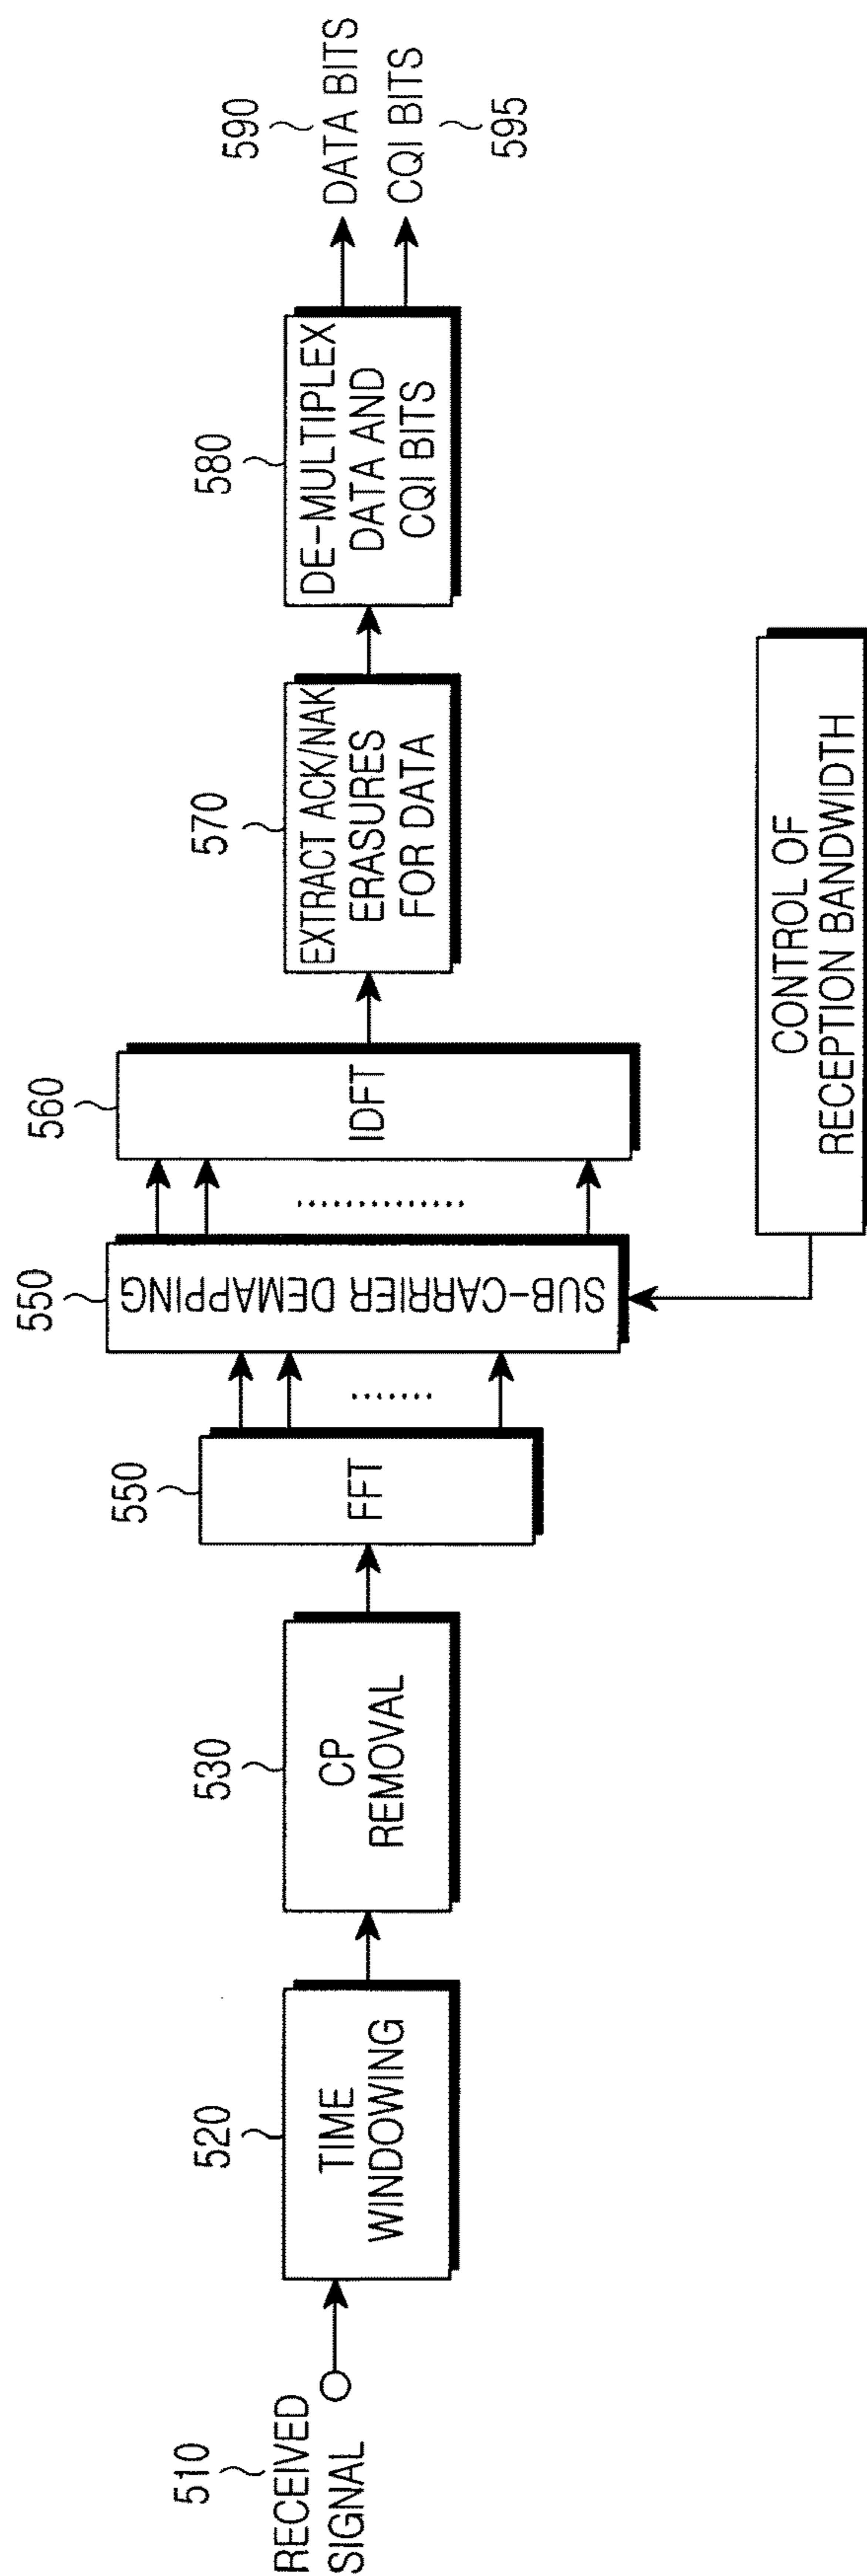 510
RECEIVED
SIGNAL
520
TIME
WINDOWING
530
CP
REMOVAL
550
FFT
550
SUB-CARRIER DEMAPPING
560
IDFT
570
EXTRACT ACK/NAK
ERASURES
FOR DATA
580
DE-MULTIPLEX
DATA AND
CQI BITS
590
DATA BITS
CQI BITS
595
CONTROL OF
RECEPTION BANDWIDTH